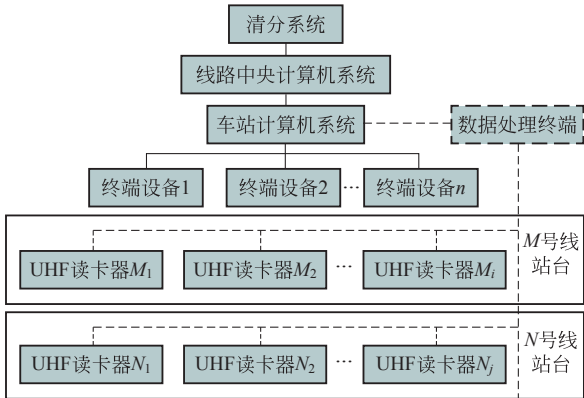 清分系统
线路中央计算机系统
车站计算机系统
数据处理终端
终端设备1
终端设备2
···
终端设备n
M号线
站台
UHF读卡器M1
UHF读卡器M2
···
UHF读卡器Mi
N号线
站台
UHF读卡器N1
UHF读卡器N2
···
UHF读卡器Nj